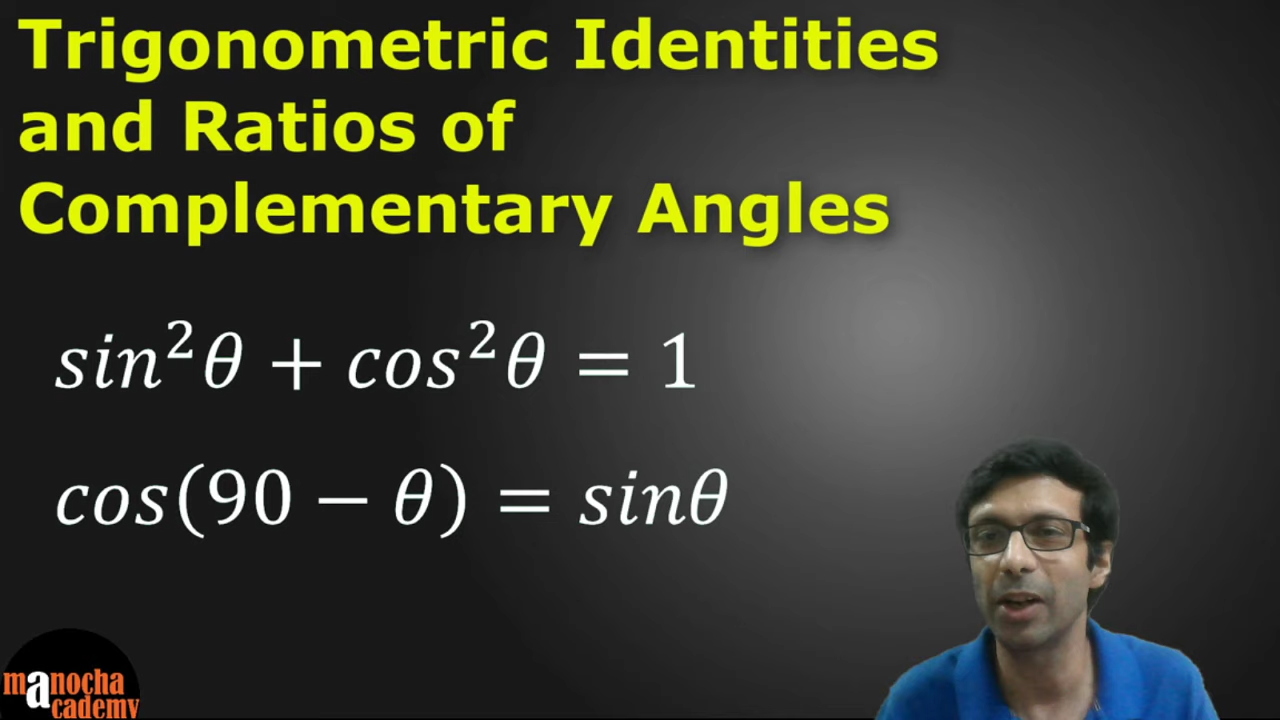 Trigonometric Identities
and Ratios of
Complementary Angles
sin²θ + cos²θ = 1
cos(90 − θ) = sinθ
manocha
academy